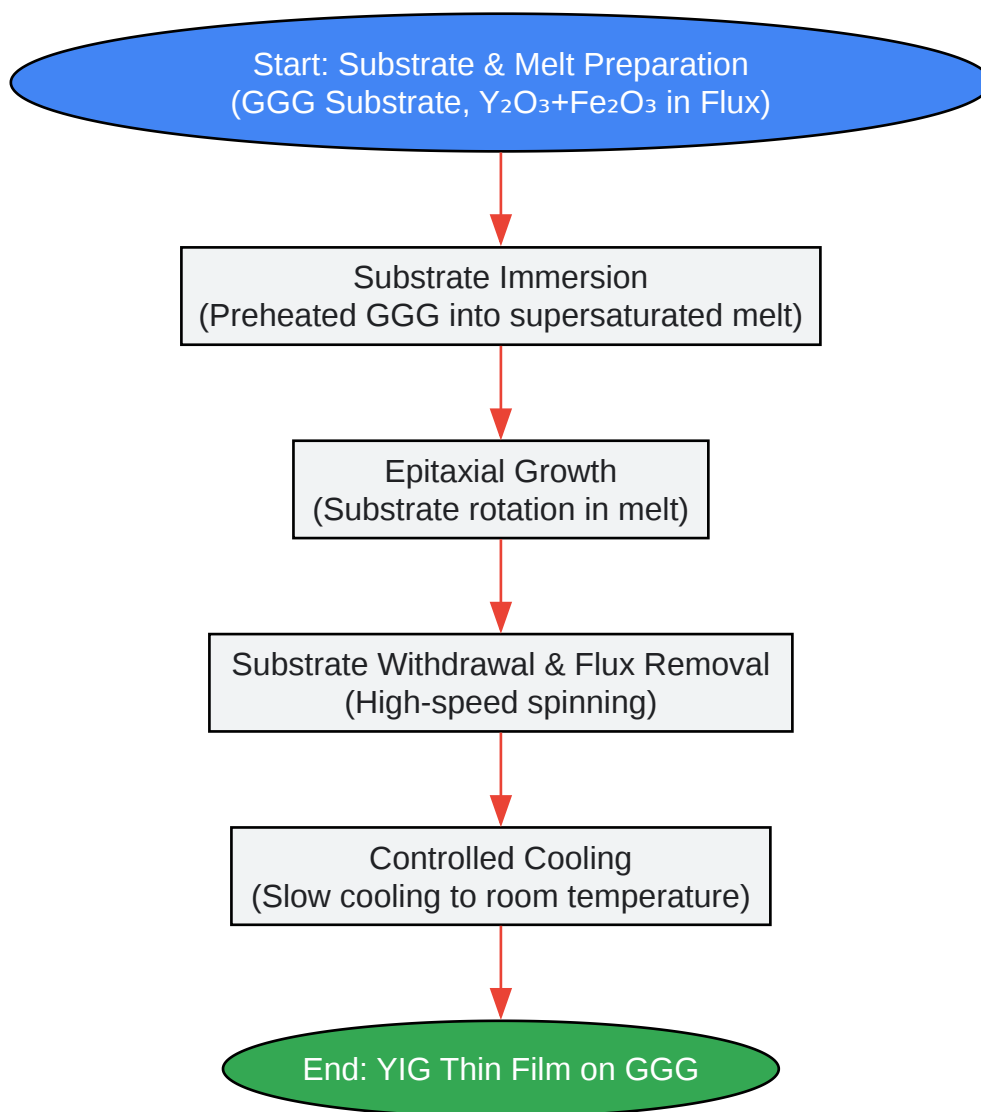 Start: Substrate & Melt Preparation
(GGG Substrate, Y₂O₃+Fe₂O₃ in Flux)
Substrate Immersion
(Preheated GGG into supersaturated melt)
Epitaxial Growth
(Substrate rotation in melt)
Substrate Withdrawal & Flux Removal
(High-speed spinning)
Controlled Cooling
(Slow cooling to room temperature)
End: YIG Thin Film on GGG